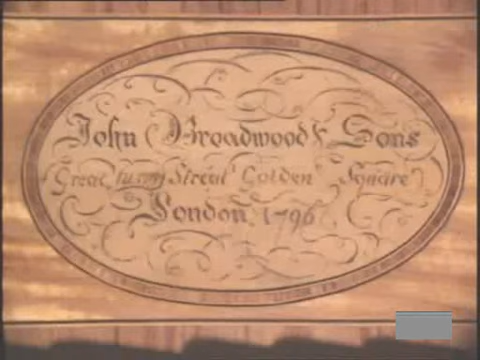 John Broadwood & Sons
Great Street Golden Square
London 1796